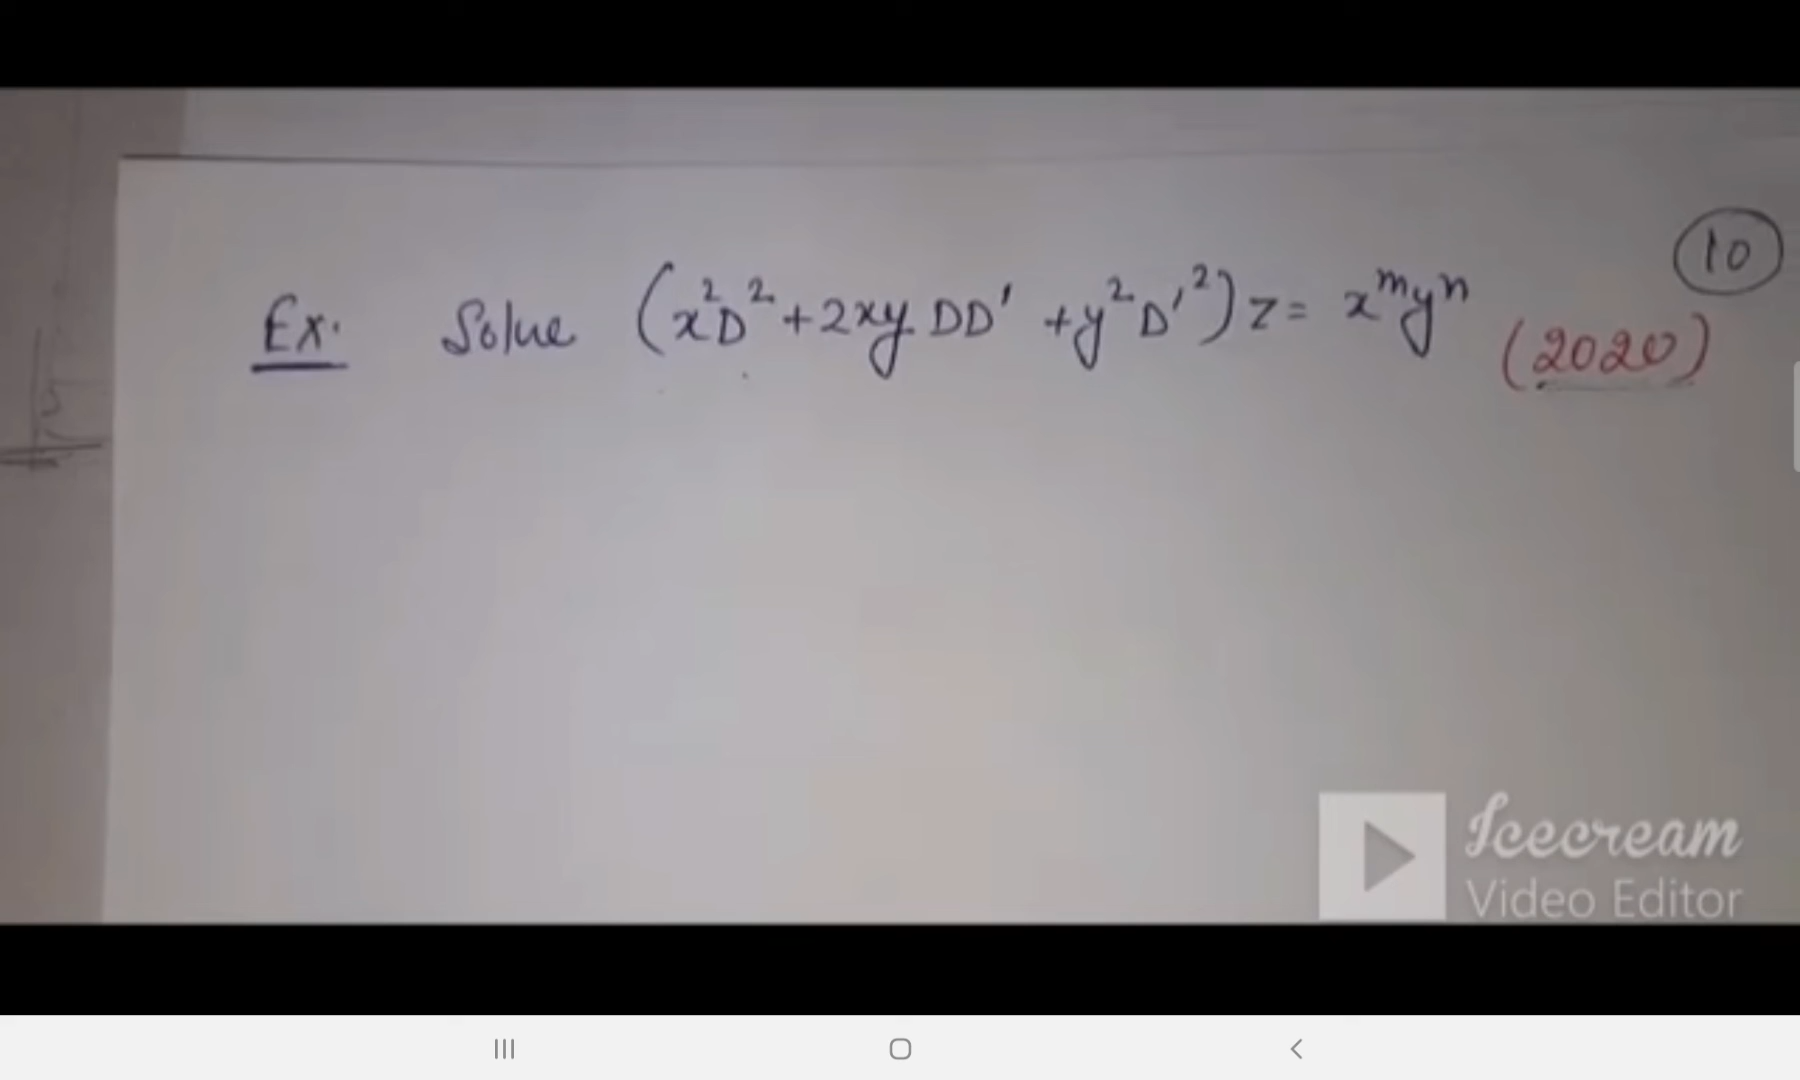 10
Ex. Solve (x²D² + 2xy DD' + y²D'²) z = xᵐyⁿ (2020)
Icecream
Video Editor